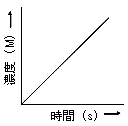 濃度 (M) →
時間 (s) →